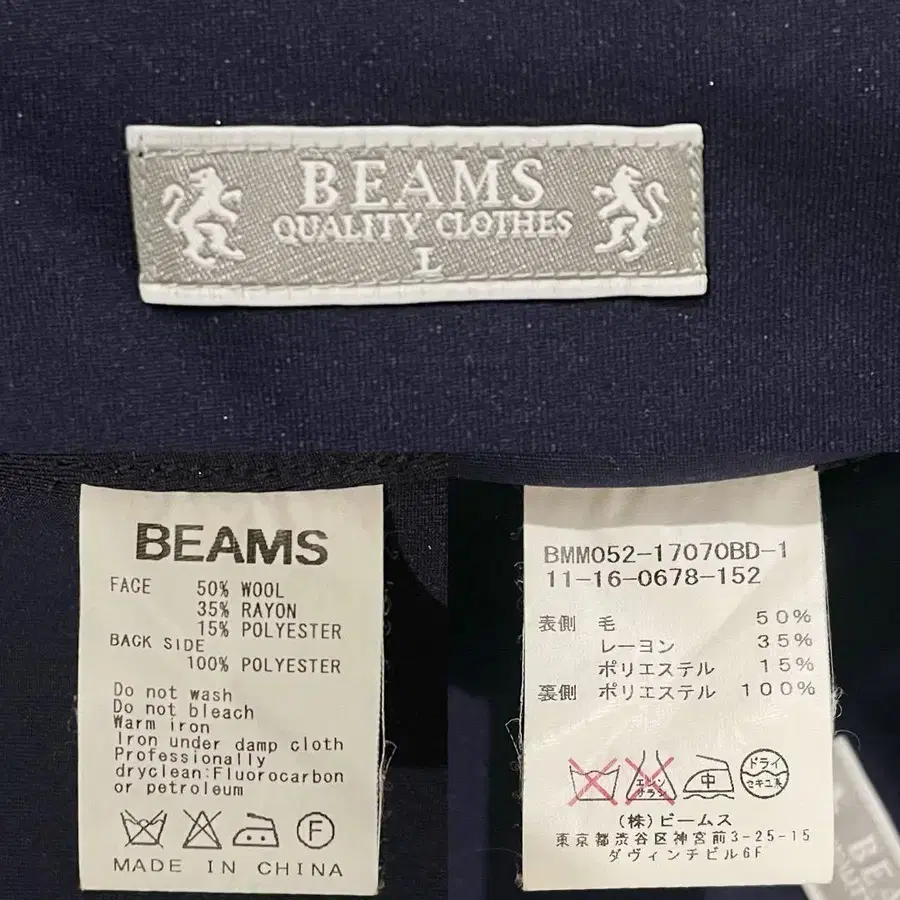 BEAMS
QUALITY CLOTHES
L
BEAMS
FACE 50% WOOL
35% RAYON
15% POLYESTER
BACK SIDE
100% POLYESTER
Do not wash
Do not bleach
Warm iron
Iron under damp cloth
Professionally
dryclean:Fluorocarbon
or petroleum
F
MADE IN CHINA
BMM052-17070BD-1
11-16-0678-152
表側 毛 50%
レーヨン 35%
ポリエステル 15%
裏側 ポリエステル 100%
エンソ
サラシ
中
ドライ
セキユ系
(株)ビームス
東京都渋谷区神宮前3-25-15
ダヴィンチビル6F
BEAMS